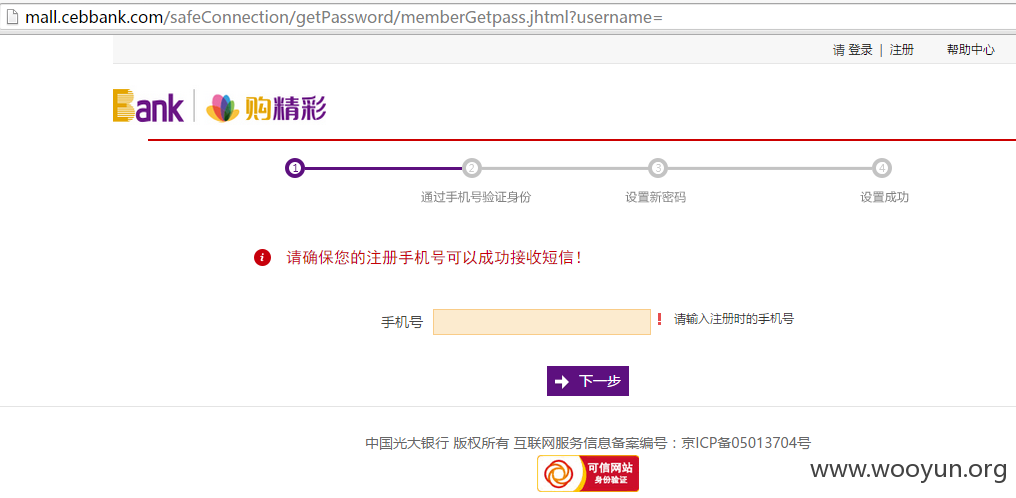 mall.cebbank.com/safeConnection/getPassword/memberGetpass.jhtml?username=
请 登录 | 注册 帮助中心
Bank | 购精彩
1 2 3 4
通过手机号验证身份 设置新密码 设置成功
i 请确保您的注册手机号可以成功接收短信！
手机号 ! 请输入注册时的手机号
下一步
中国光大银行 版权所有 互联网服务信息备案编号：京ICP备05013704号
可信网站
身份验证
www.wooyun.org